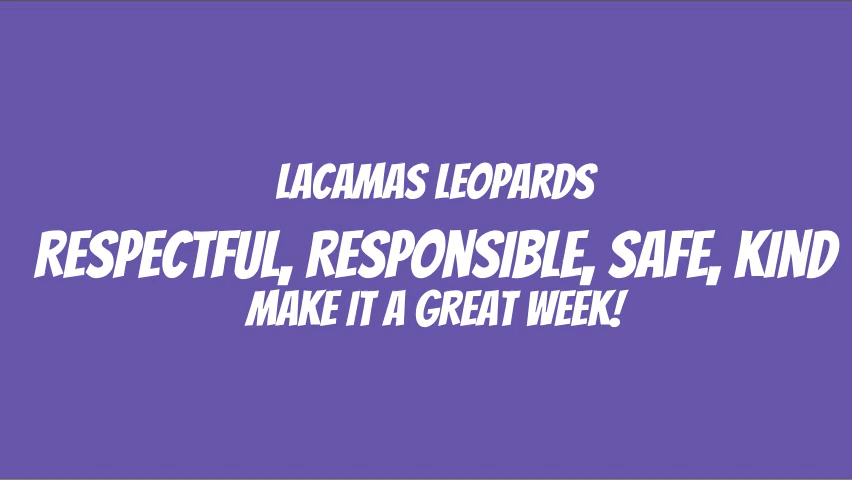 LACAMAS LEOPARDS
RESPECTFUL, RESPONSIBLE, SAFE, KIND
MAKE IT A GREAT WEEK!